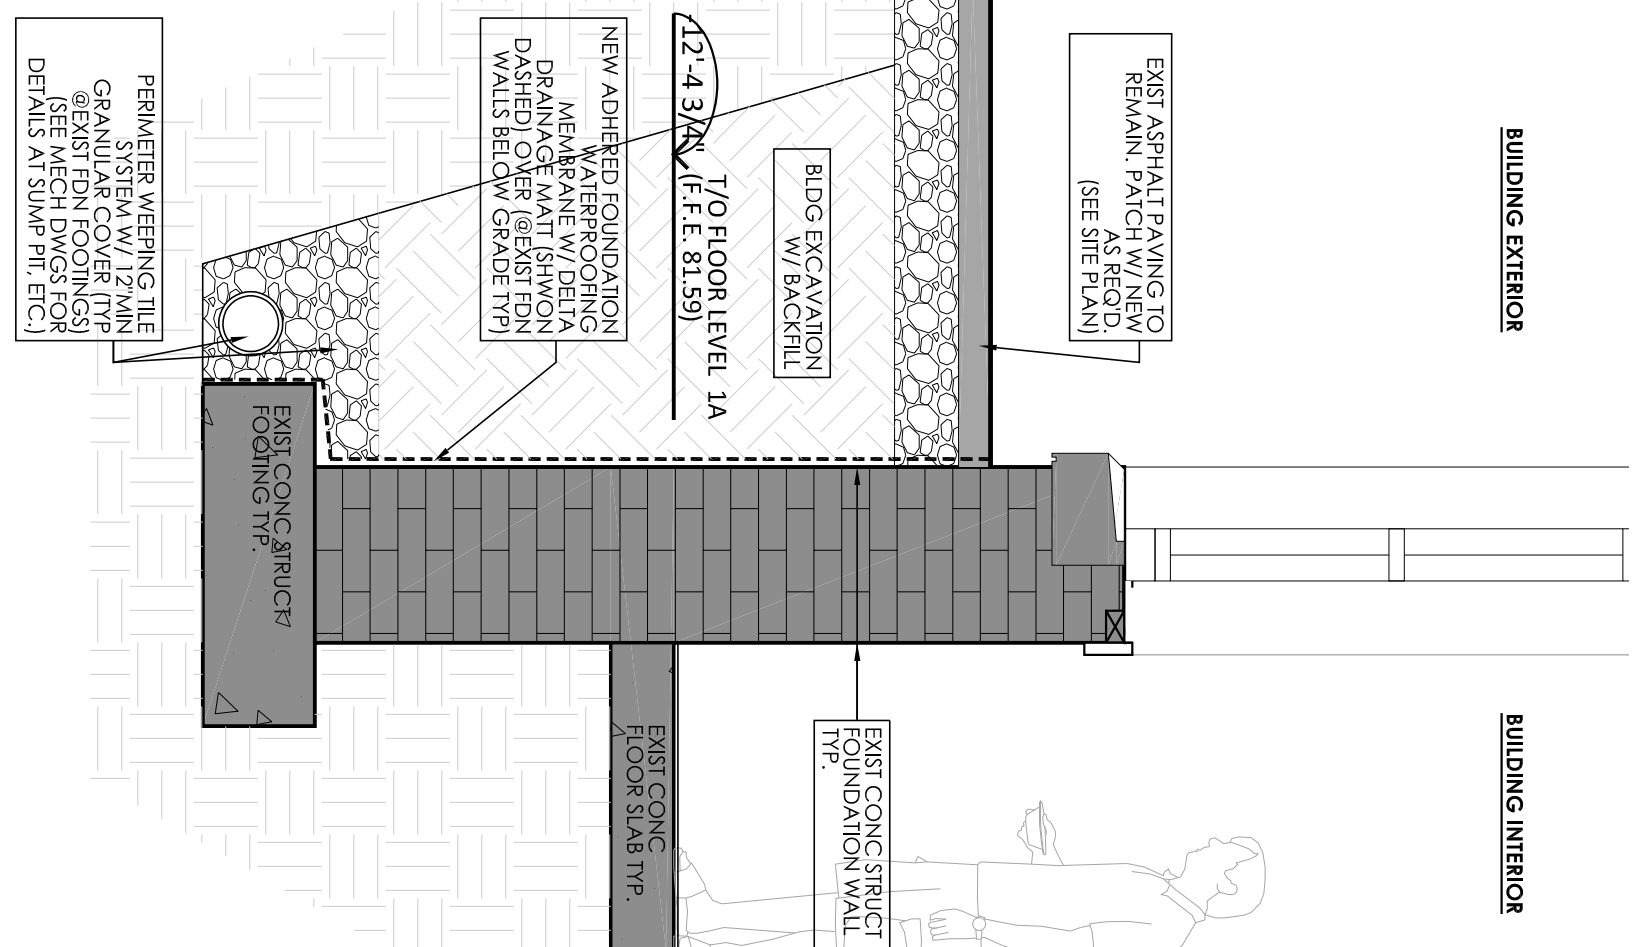 BUILDING EXTERIOR
BUILDING INTERIOR
EXIST ASPHALT PAVING TO
REMAIN. PATCH W/ NEW
AS REQ'D.
(SEE SITE PLAN)
BLDG EXCAVATION
W/ BACKFILL
EXIST CONC STRUCT
FOUNDATION WALL
TYP.
12'-4 3/4"
T/O FLOOR LEVEL 1A
(F.F.E. 81.59)
EXIST CONC
FLOOR SLAB TYP.
NEW ADHERED FOUNDATION
WATERPROOFING
MEMBRANE W/ DELTA
DRAINAGE MATT (SHWON
DASHED) OVER (@EXIST FDN
WALLS BELOW GRADE TYP)
EXIST CONC STRUCT
FOOTING TYP.
PERIMETER WEEPING TILE
SYSTEM W/ 12"MIN
GRANULAR COVER (TYP
@EXIST FDN FOOTINGS)
(SEE MECH DWGS FOR
DETAILS AT SUMP PIT, ETC.)